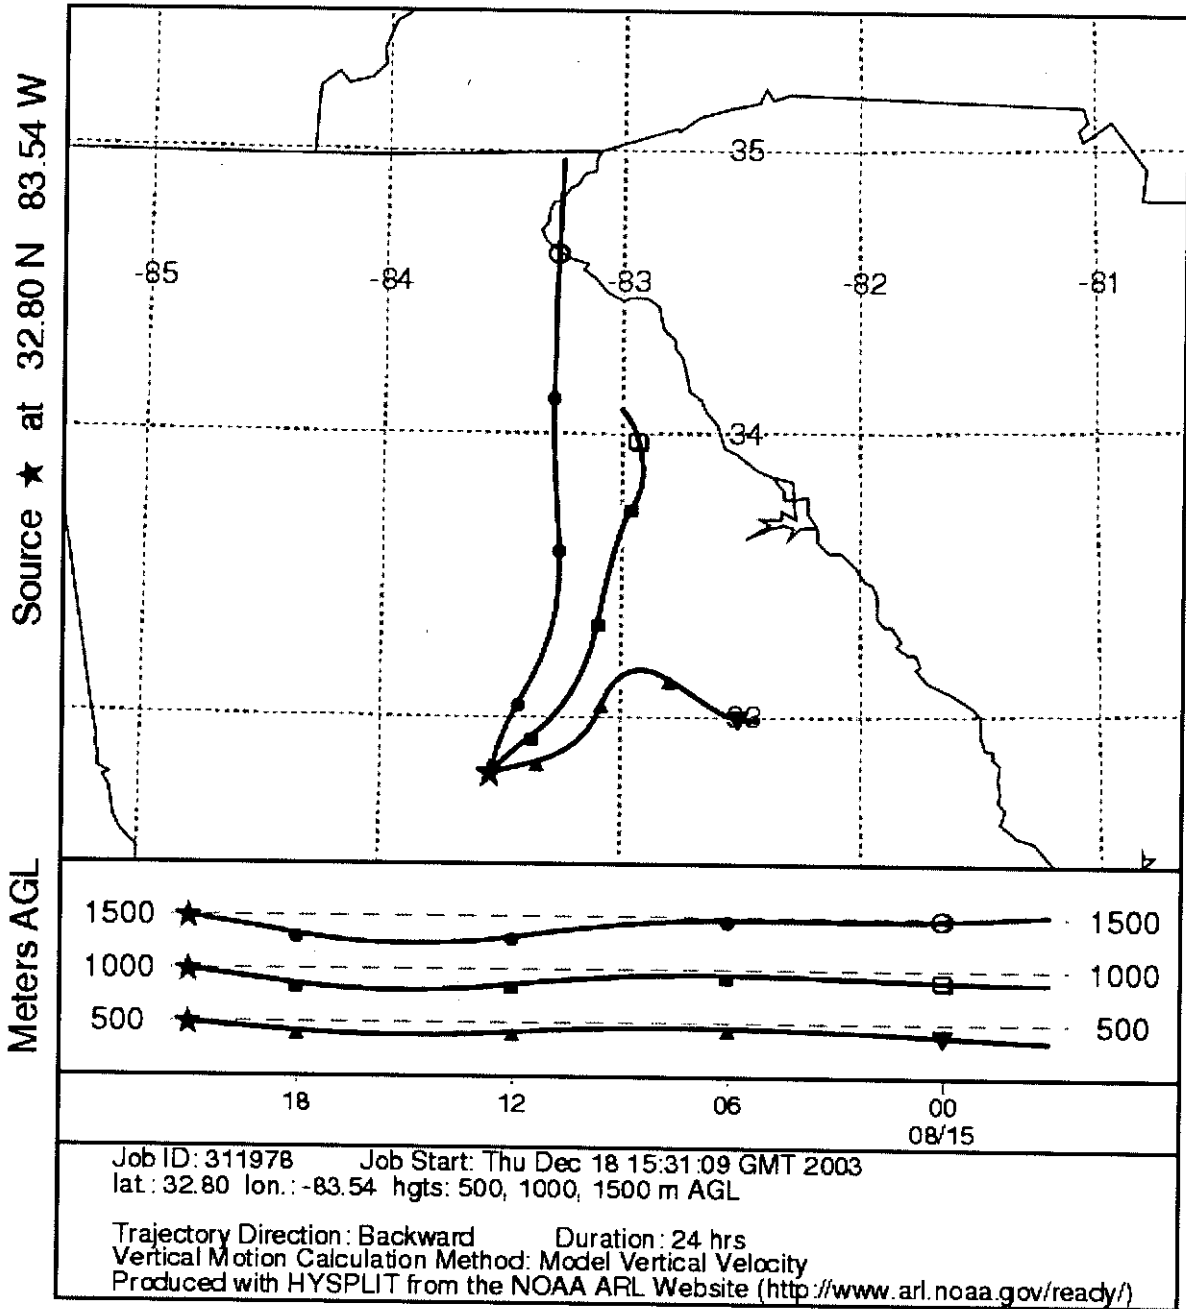 Source ★ at 32.80 N 83.54 W
35
-85 -84 -83 -82 -81
34
33
Meters AGL
1500 1500
1000 1000
500 500
18 12 06 00
08/15
Job ID: 311978 Job Start: Thu Dec 18 15:31:09 GMT 2003
lat.: 32.80 lon.: -83.54 hgts: 500, 1000, 1500 m AGL
Trajectory Direction: Backward Duration: 24 hrs
Vertical Motion Calculation Method: Model Vertical Velocity
Produced with HYSPLIT from the NOAA ARL Website (http://www.arl.noaa.gov/ready/)